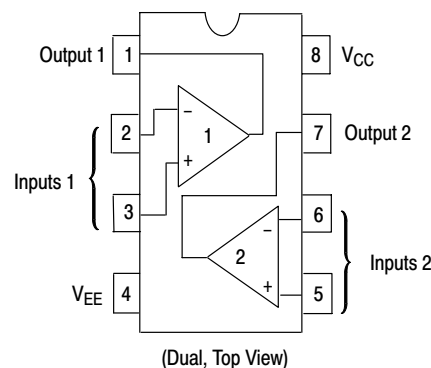 Output 1
1
8
VCC
2
−
1
+
7
Output 2
Inputs 1
3
6
−
2
+
Inputs 2
VEE
4
5
(Dual, Top View)